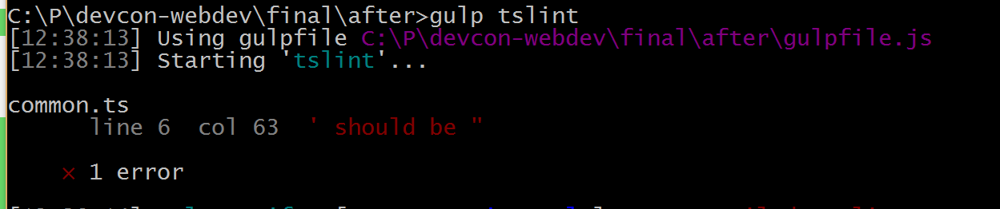 C:\P\devcon-webdev\final\after>gulp tslint
[12:38:13] Using gulpfile C:\P\devcon-webdev\final\after\gulpfile.js
[12:38:13] Starting 'tslint'...
common.ts
line 6 col 63 ' should be "
× 1 error